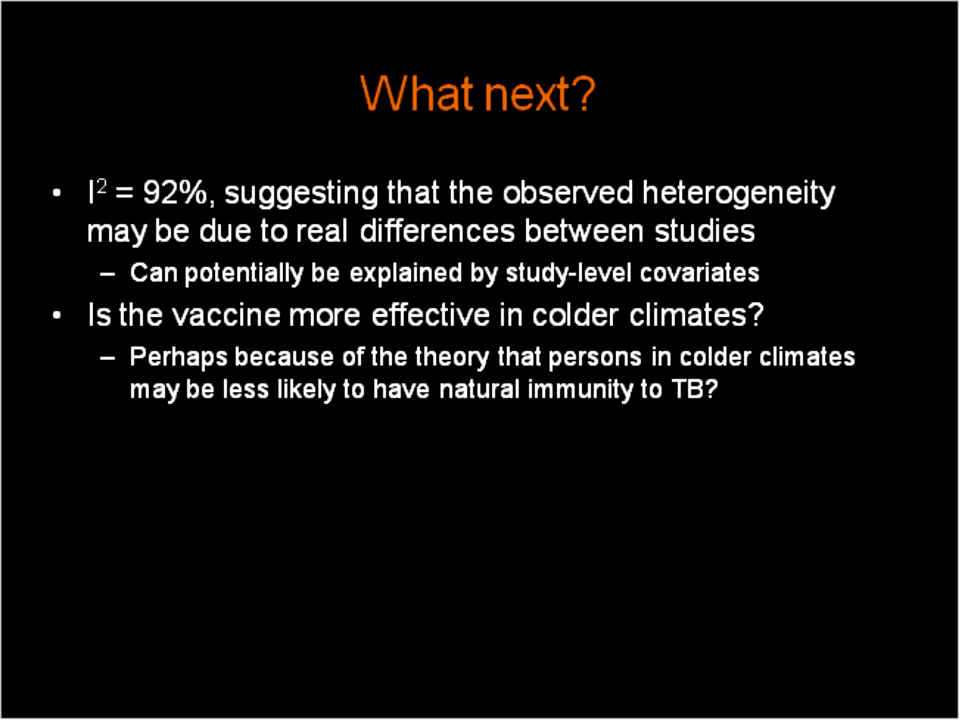 What next?
• I² = 92%, suggesting that the observed heterogeneity
may be due to real differences between studies
– Can potentially be explained by study-level covariates
• Is the vaccine more effective in colder climates?
– Perhaps because of the theory that persons in colder climates
may be less likely to have natural immunity to TB?